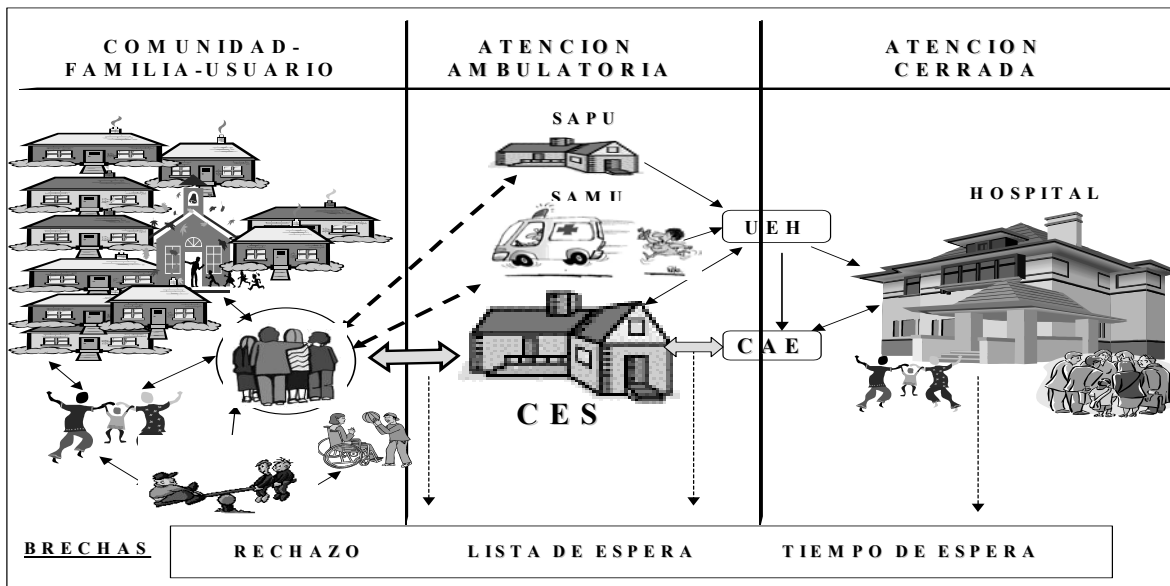 COMUNIDAD-
FAMILIA-USUARIO
ATENCION
AMBULATORIA
ATENCION
CERRADA
SAPU
SAMU
UEH
HOSPITAL
CAE
CES
BRECHAS
RECHAZO
LISTA DE ESPERA
TIEMPO DE ESPERA